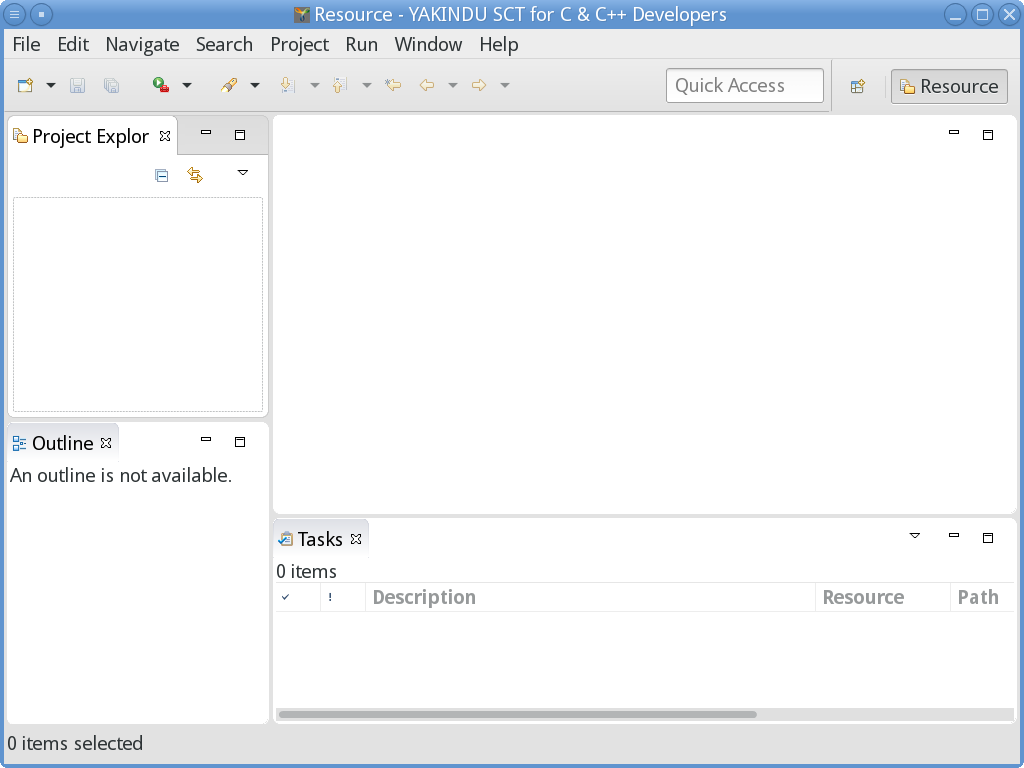 Resource - YAKINDU SCT for C & C++ Developers
File Edit Navigate Search Project Run Window Help
Quick Access Resource
Project Explor
Outline
An outline is not available.
Tasks
0 items
! Description Resource Path
0 items selected